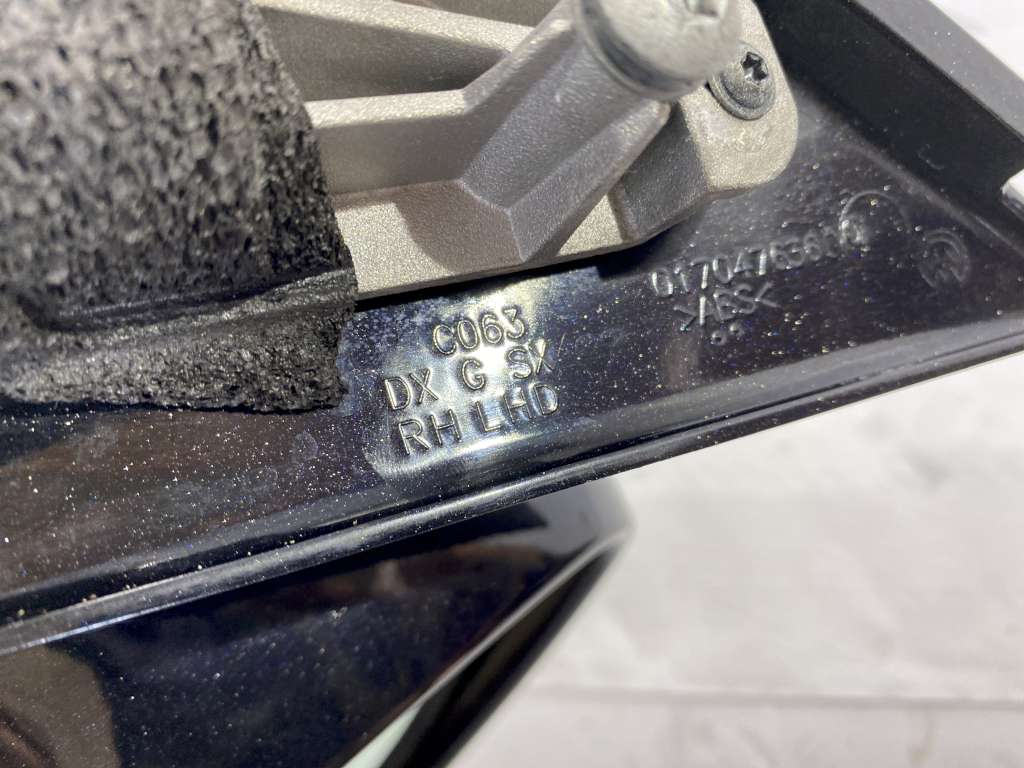 C063
DX G SX
RH LHD
>ABS<